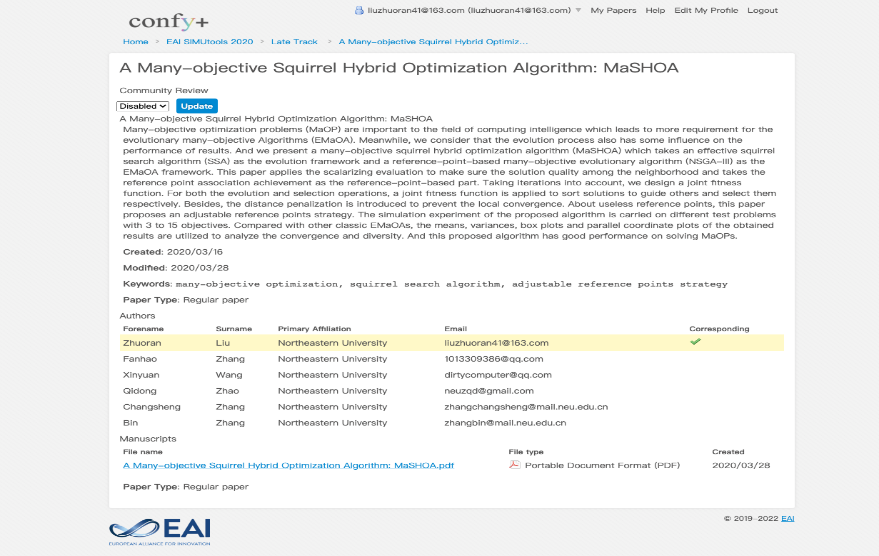 confy+
liuzhuoran41@163.com (liuzhuoran41@163.com) My Papers Help Edit My Profile Logout
Home > EAI SIMUtools 2020 > Late Track > A Many-objective Squirrel Hybrid Optimiz...
A Many-objective Squirrel Hybrid Optimization Algorithm: MaSHOA
Community Review
Disabled Update
A Many-objective Squirrel Hybrid Optimization Algorithm: MaSHOA
Many-objective optimization problems (MaOP) are important to the field of computing intelligence which leads to more requirement for the
evolutionary many-objective Algorithms (EMaOA). Meanwhile, we consider that the evolution process also has some influence on the
performance of results. And we present a many-objective squirrel hybrid optimization algorithm (MaSHOA) which takes an effective squirrel
search algorithm (SSA) as the evolution framework and a reference-point-based many-objective evolutionary algorithm (NSGA-III) as the
EMaOA framework. This paper applies the scalarizing evaluation to make sure the solution quality among the neighborhood and takes the
reference point association achievement as the reference-point-based part. Taking iterations into account, we design a joint fitness
function. For both the evolution and selection operations, a joint fitness function is applied to sort solutions to guide others and select them
respectively. Besides, the distance penalization is introduced to prevent the local convergence. About useless reference points, this paper
proposes an adjustable reference points strategy. The simulation experiment of the proposed algorithm is carried on different test problems
with 3 to 15 objectives. Compared with other classic EMaOAs, the means, variances, box plots and parallel coordinate plots of the obtained
results are utilized to analyze the convergence and diversity. And this proposed algorithm has good performance on solving MaOPs.
Created: 2020/03/16
Modified: 2020/03/28
Keywords: many-objective optimization, squirrel search algorithm, adjustable reference points strategy
Paper Type: Regular paper
Authors
Forename Surname Primary Affiliation Email Corresponding
Zhuoran Liu Northeastern University liuzhuoran41@163.com
Fanhao Zhang Northeastern University 1013309386@qq.com
Xinyuan Wang Northeastern University dirtycomputer@qq.com
Qidong Zhao Northeastern University neuzqd@gmail.com
Changsheng Zhang Northeastern University zhangchangsheng@mail.neu.edu.cn
Bin Zhang Northeastern University zhangbin@mail.neu.edu.cn
Manuscripts
File name File type Created
A Many-objective Squirrel Hybrid Optimization Algorithm: MaSHOA.pdf Portable Document Format (PDF) 2020/03/28
Paper Type: Regular paper
© 2019-2022 EAI
EAI
EUROPEAN ALLIANCE FOR INNOVATION